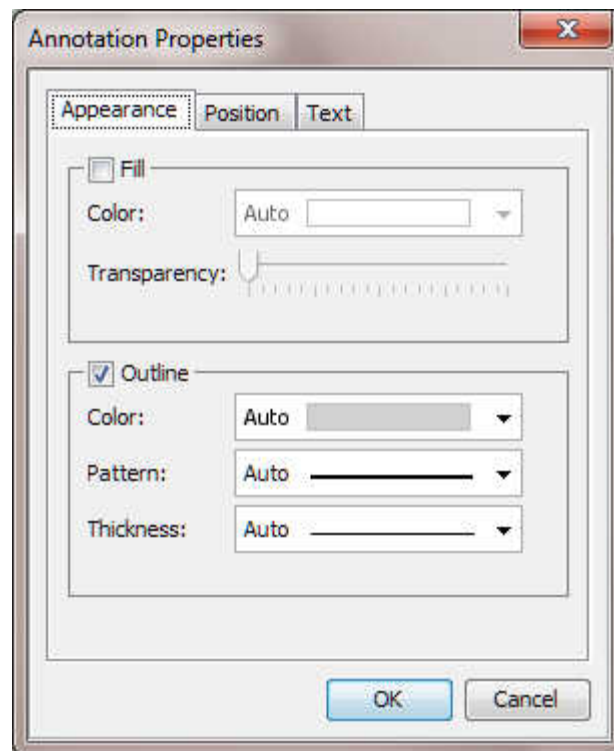 Annotation Properties
Appearance Position Text
Fill
Color: Auto
Transparency:
Outline
Color: Auto
Pattern: Auto
Thickness: Auto
OK Cancel